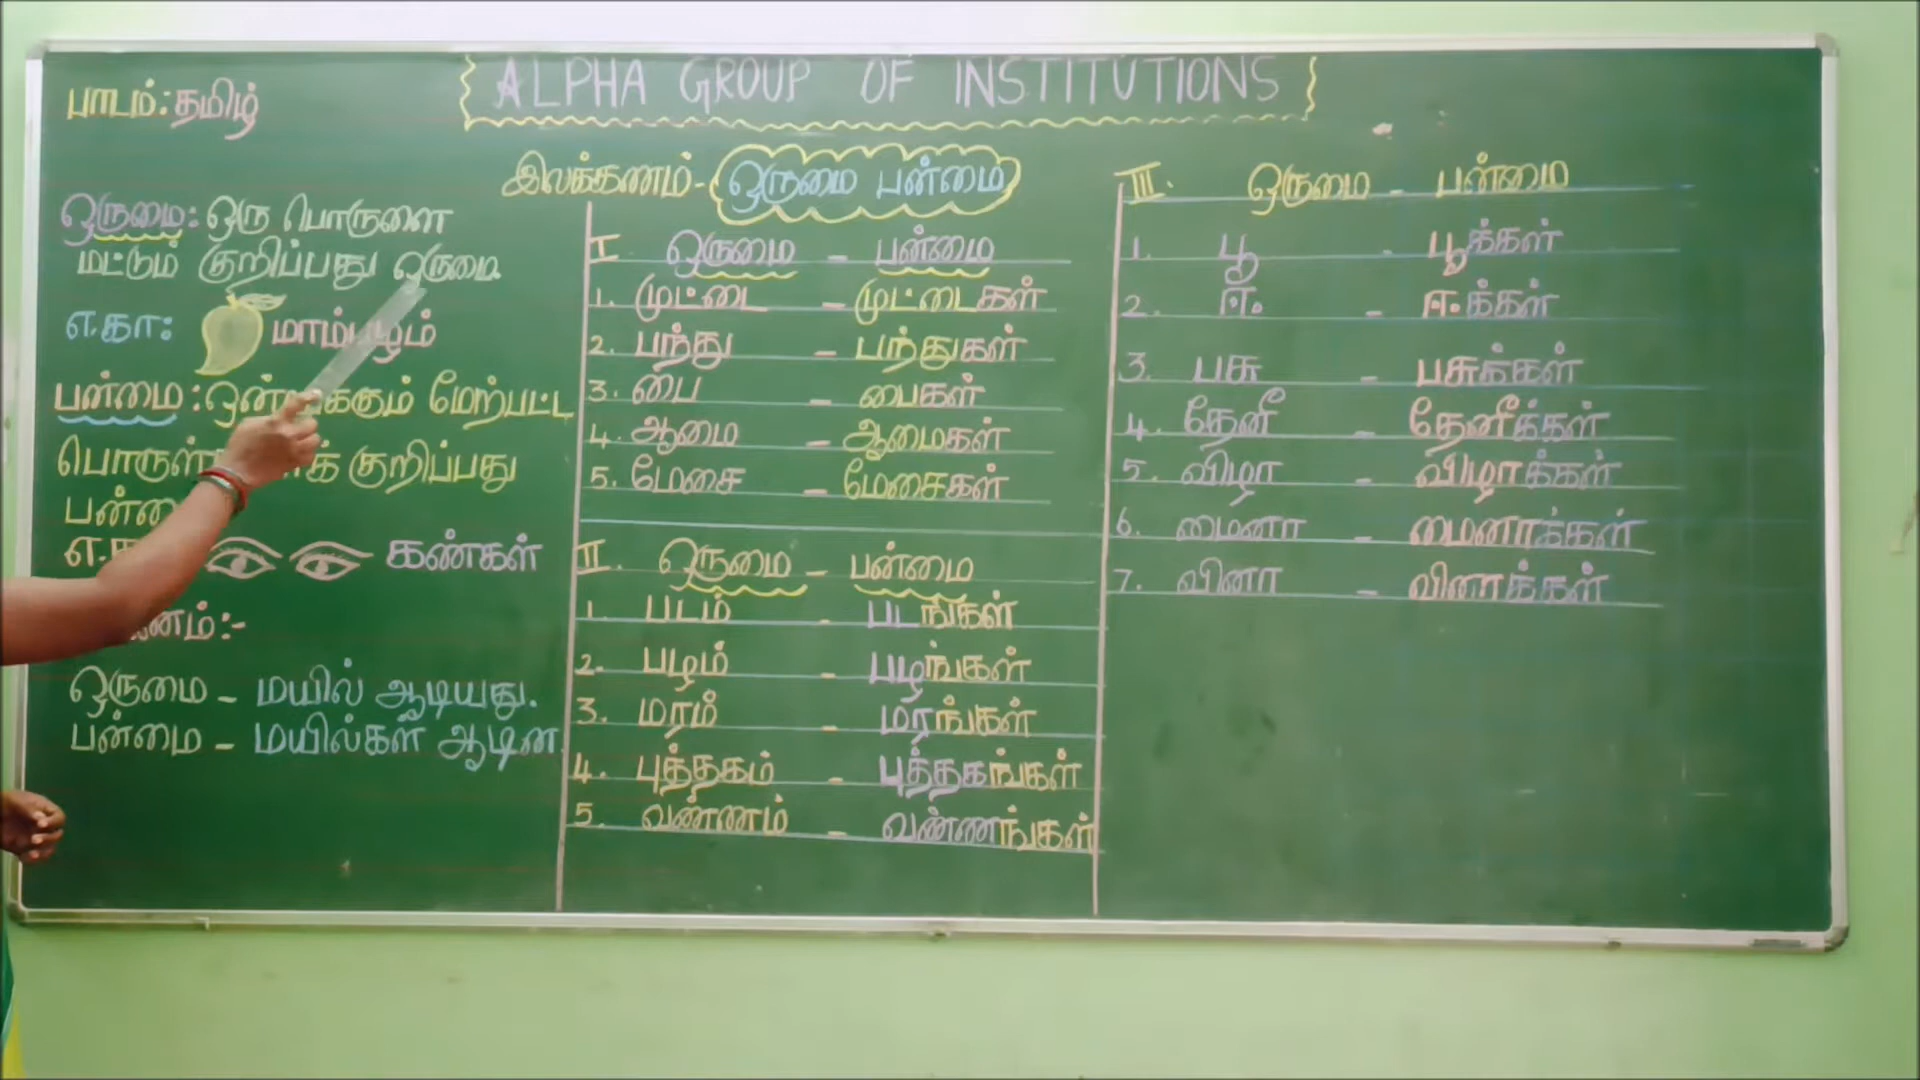 ALPHA GROUP OF INSTITUTIONS
பாடம்: தமிழ்
இலக்கணம் - ஒருமை பன்மை
ஒருமை: ஒரு பொருளை
மட்டும் குறிப்பது ஒருமை.
எ.கா: மாம்பழம்
பன்மை: மேற்பட்ட
குறிப்பது
கண்கள்
ஒருமை - மயில் ஆடியது.
பன்மை - மயில்கள் ஆடின
I. ஒருமை - பன்மை
1. முட்டை - முட்டைகள்
2. பந்து - பந்துகள்
3. பை - பைகள்
4. ஆமை - ஆமைகள்
5. மேசை - மேசைகள்
II. ஒருமை - பன்மை
1. படம் - படங்கள்
2. பழம் - பழங்கள்
3. மரம் - மரங்கள்
4. புத்தகம் - புத்தகங்கள்
5. வண்ணம் - வண்ணங்கள்
III. ஒருமை - பன்மை
1. பூ - பூக்கள்
2. ஈ - ஈக்கள்
3. பசு - பசுக்கள்
4. தேனீ - தேனீக்கள்
5. விழா - விழாக்கள்
6. மைனா - மைனாக்கள்
7. வினா - வினாக்கள்